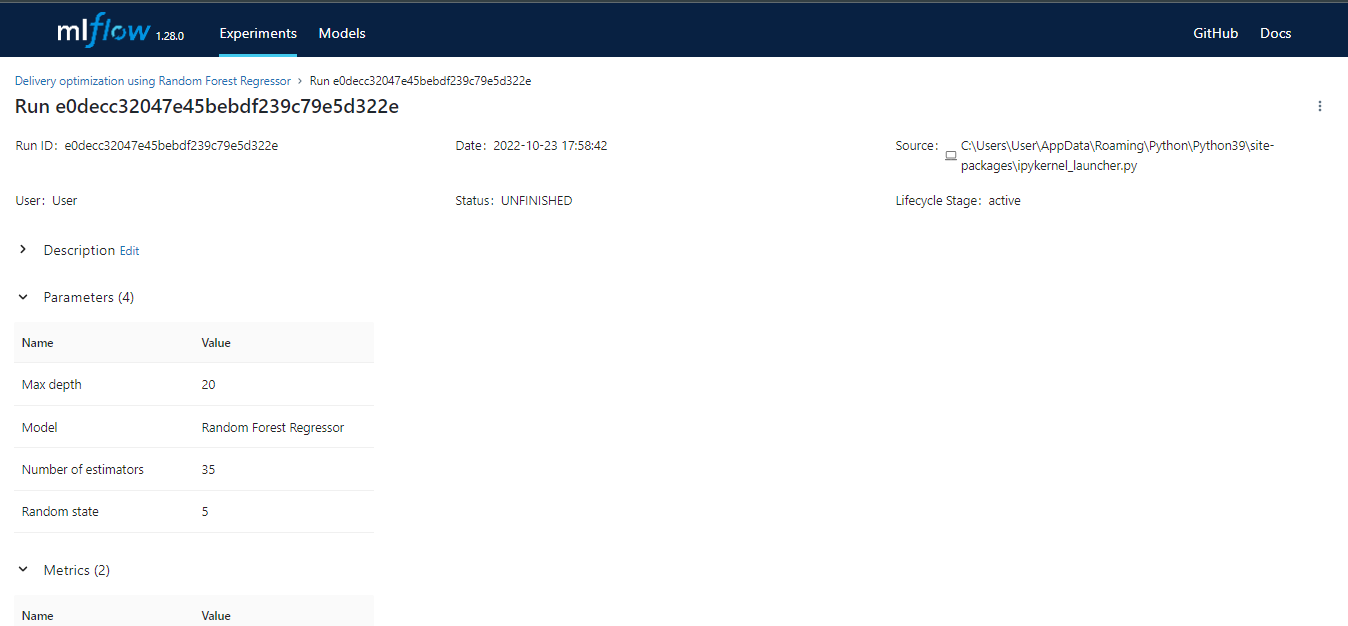 mlflow 1.28.0 Experiments Models GitHub Docs
Delivery optimization using Random Forest Regressor › Run e0decc32047e45bebdf239c79e5d322e
Run e0decc32047e45bebdf239c79e5d322e
Run ID: e0decc32047e45bebdf239c79e5d322e Date: 2022-10-23 17:58:42 Source: C:\Users\User\AppData\Roaming\Python\Python39\site-
packages\ipykernel_launcher.py
User: User Status: UNFINISHED Lifecycle Stage: active
Description Edit
Parameters (4)
Name Value
Max depth 20
Model Random Forest Regressor
Number of estimators 35
Random state 5
Metrics (2)
Name Value